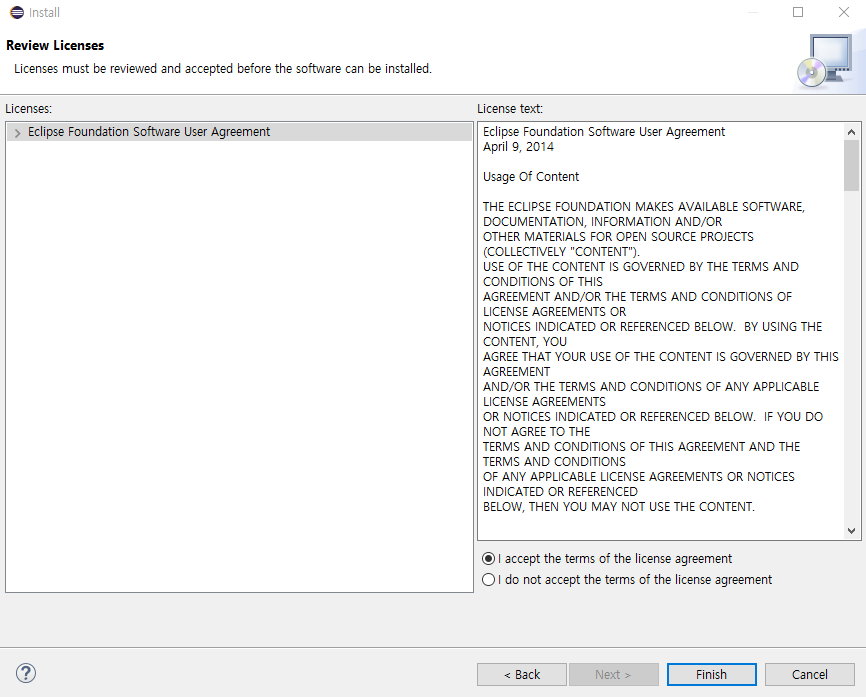 Install
Review Licenses
Licenses must be reviewed and accepted before the software can be installed.
Licenses:
Eclipse Foundation Software User Agreement
License text:
Eclipse Foundation Software User Agreement
April 9, 2014
Usage Of Content
THE ECLIPSE FOUNDATION MAKES AVAILABLE SOFTWARE,
DOCUMENTATION, INFORMATION AND/OR
OTHER MATERIALS FOR OPEN SOURCE PROJECTS
(COLLECTIVELY "CONTENT").
USE OF THE CONTENT IS GOVERNED BY THE TERMS AND
CONDITIONS OF THIS
AGREEMENT AND/OR THE TERMS AND CONDITIONS OF
LICENSE AGREEMENTS OR
NOTICES INDICATED OR REFERENCED BELOW.  BY USING THE
CONTENT, YOU
AGREE THAT YOUR USE OF THE CONTENT IS GOVERNED BY THIS
AGREEMENT
AND/OR THE TERMS AND CONDITIONS OF ANY APPLICABLE
LICENSE AGREEMENTS
OR NOTICES INDICATED OR REFERENCED BELOW.  IF YOU DO
NOT AGREE TO THE
TERMS AND CONDITIONS OF THIS AGREEMENT AND THE
TERMS AND CONDITIONS
OF ANY APPLICABLE LICENSE AGREEMENTS OR NOTICES
INDICATED OR REFERENCED
BELOW, THEN YOU MAY NOT USE THE CONTENT.
I accept the terms of the license agreement
I do not accept the terms of the license agreement
?
< Back
Next >
Finish
Cancel